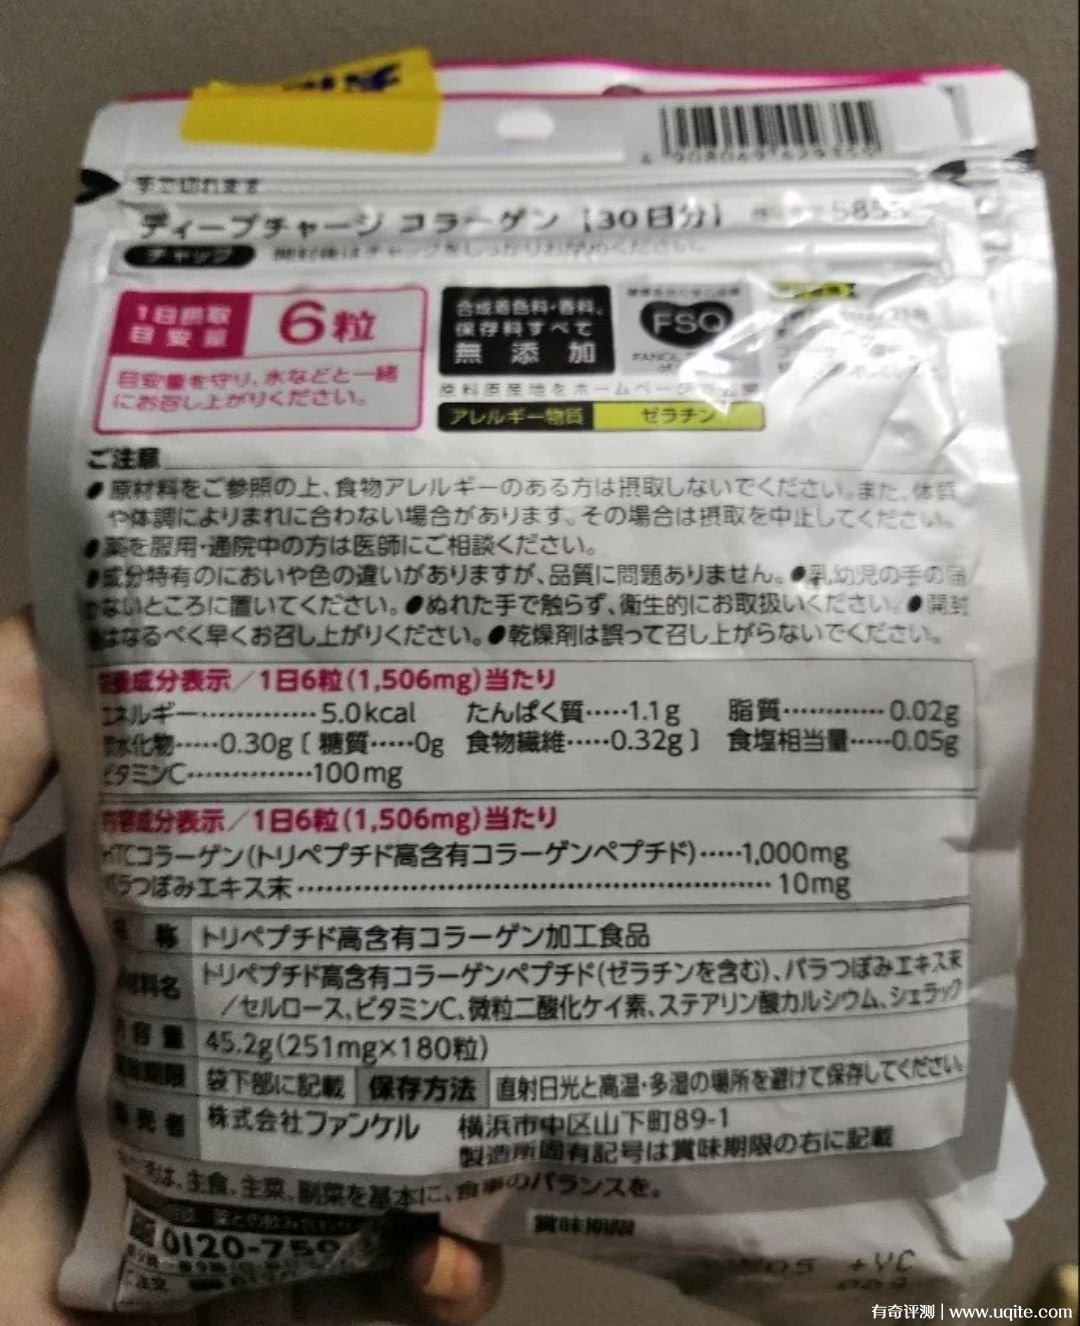 手で切れます
ディープチャージ コラーゲン【30日分】
チャック
1日摂取
目安量
6粒
目安量を守り、水などと一緒
にお召し上がりください。
合成着色料・香料、
保存料すべて
無添加
FSQ
アレルギー物質 ゼラチン
ご注意
●原材料をご参照の上、食物アレルギーのある方は摂取しないでください。また、体質
や体調によりまれに合わない場合があります。その場合は摂取を中止してください。
●薬を服用・通院中の方は医師にご相談ください。
●成分特有のにおいや色の違いがありますが、品質に問題ありません。●乳幼児の手の届
かないところに置いてください。●ぬれた手で触らず、衛生的にお取扱いください。●開封
後はなるべく早くお召し上がりください。●乾燥剤は誤って召し上がらないでください。
栄養成分表示/1日6粒(1,506mg)当たり
エネルギー……………5.0kcal たんぱく質……1.1g 脂質…………0.02g
炭水化物……0.30g〔糖質……0g 食物繊維……0.32g〕 食塩相当量……0.05g
ビタミンC……………100mg
内容成分表示/1日6粒(1,506mg)当たり
HTCコラーゲン(トリペプチド高含有コラーゲンペプチド)……1,000mg
バラつぼみエキス末……………………………………10mg
名称 トリペプチド高含有コラーゲン加工食品
原材料名 トリペプチド高含有コラーゲンペプチド(ゼラチンを含む)、バラつぼみエキス末
/セルロース、ビタミンC、微粒二酸化ケイ素、ステアリン酸カルシウム、シェラック
内容量 45.2g(251mg×180粒)
賞味期限 袋下部に記載 保存方法 直射日光と高温・多湿の場所を避けて保存してください。
販売者 株式会社ファンケル 横浜市中区山下町89-1
製造所固有記号は賞味期限の右に記載
は、主食、主菜、副菜を基本に、食事のバランスを。
賞味期限
0120-750
有奇评测 | www.uqite.com